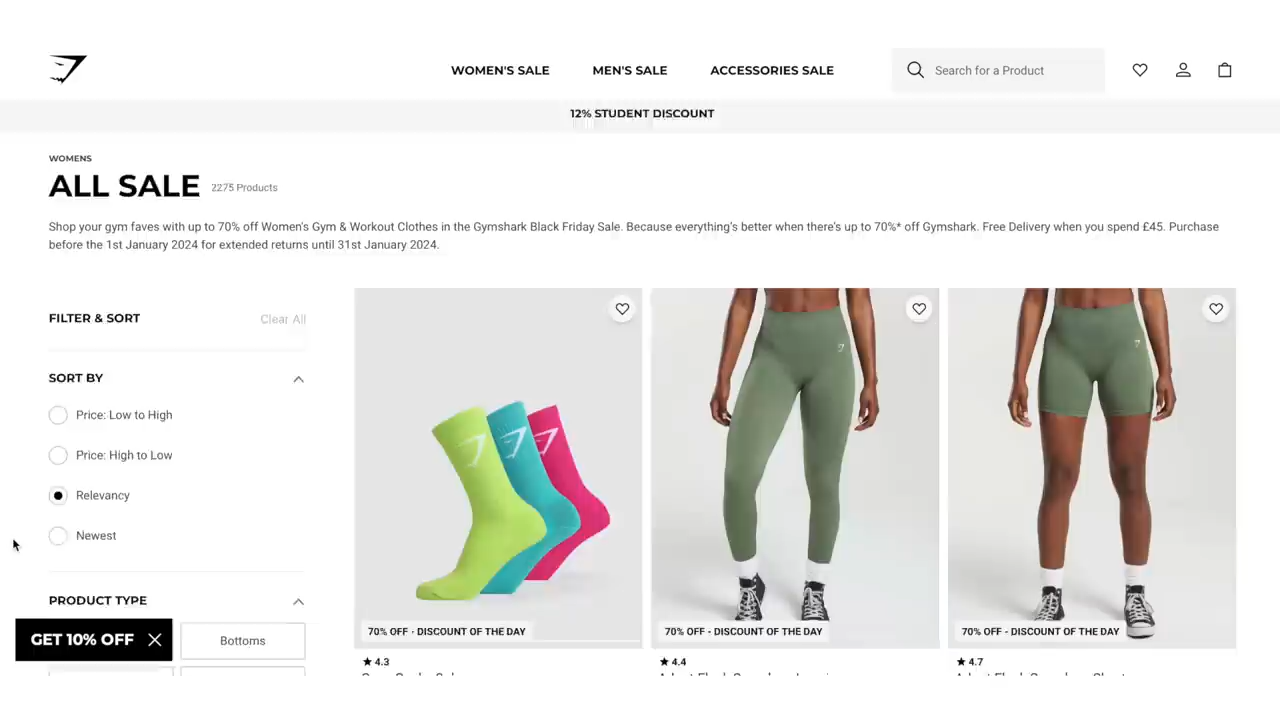 WOMEN'S SALE
MEN'S SALE
ACCESSORIES SALE
Search for a Product
12% STUDENT DISCOUNT
WOMENS
ALL SALE
2275 Products
Shop your gym faves with up to 70% off Women's Gym & Workout Clothes in the Gymshark Black Friday Sale. Because everything's better when there's up to 70%* off Gymshark. Free Delivery when you spend £45. Purchase
before the 1st January 2024 for extended returns until 31st January 2024.
FILTER & SORT
Clear All
SORT BY
Price: Low to High
Price: High to Low
Relevancy
Newest
PRODUCT TYPE
GET 10% OFF
Bottoms
70% OFF - DISCOUNT OF THE DAY
70% OFF - DISCOUNT OF THE DAY
70% OFF - DISCOUNT OF THE DAY
4.3
4.4
4.7